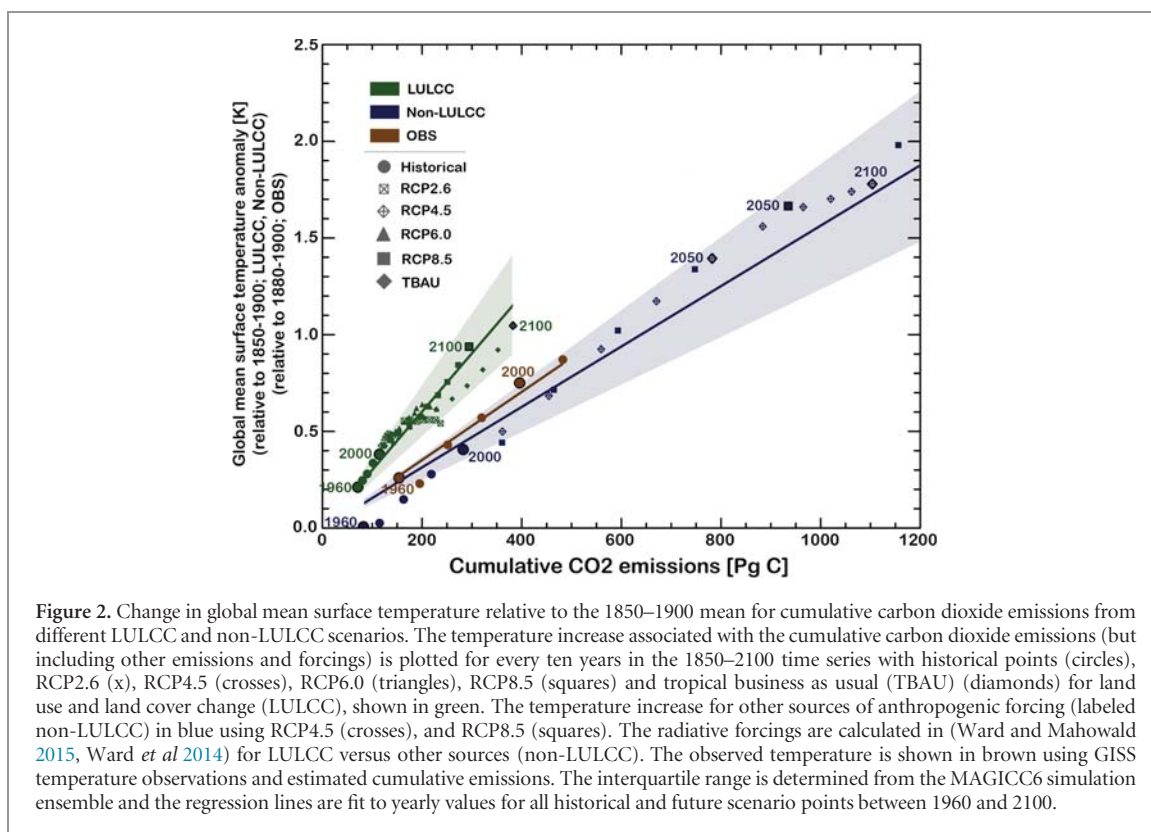 Global mean surface temperature anomaly [K]
(relative to 1850-1900; LULCC, Non-LULCC)
(relative to 1880-1900; OBS)
2.5
2.0
1.5
1.0
0.5
0.0
LULCC
Non-LULCC
OBS
Historical
RCP2.6
RCP4.5
RCP6.0
RCP8.5
TBAU
2100
2050
2050
2100
2100
2000
2000
2000
1960
1960
1960
0
200
400
600
800
1000
1200
Cumulative CO2 emissions [Pg C]
Figure 2. Change in global mean surface temperature relative to the 1850–1900 mean for cumulative carbon dioxide emissions from
different LULCC and non-LULCC scenarios. The temperature increase associated with the cumulative carbon dioxide emissions (but
including other emissions and forcings) is plotted for every ten years in the 1850–2100 time series with historical points (circles),
RCP2.6 (x), RCP4.5 (crosses), RCP6.0 (triangles), RCP8.5 (squares) and tropical business as usual (TBAU) (diamonds) for land
use and land cover change (LULCC), shown in green. The temperature increase for other sources of anthropogenic forcing (labeled
non-LULCC) in blue using RCP4.5 (crosses), and RCP8.5 (squares). The radiative forcings are calculated in (Ward and Mahowald
2015, Ward et al 2014) for LULCC versus other sources (non-LULCC). The observed temperature is shown in brown using GISS
temperature observations and estimated cumulative emissions. The interquartile range is determined from the MAGICC6 simulation
ensemble and the regression lines are fit to yearly values for all historical and future scenario points between 1960 and 2100.